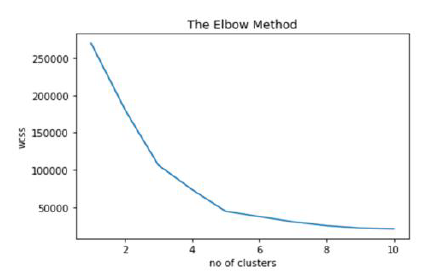 The Elbow Method
250000
200000
150000
100000
50000
wcss
2 4 6 8 10
no of clusters